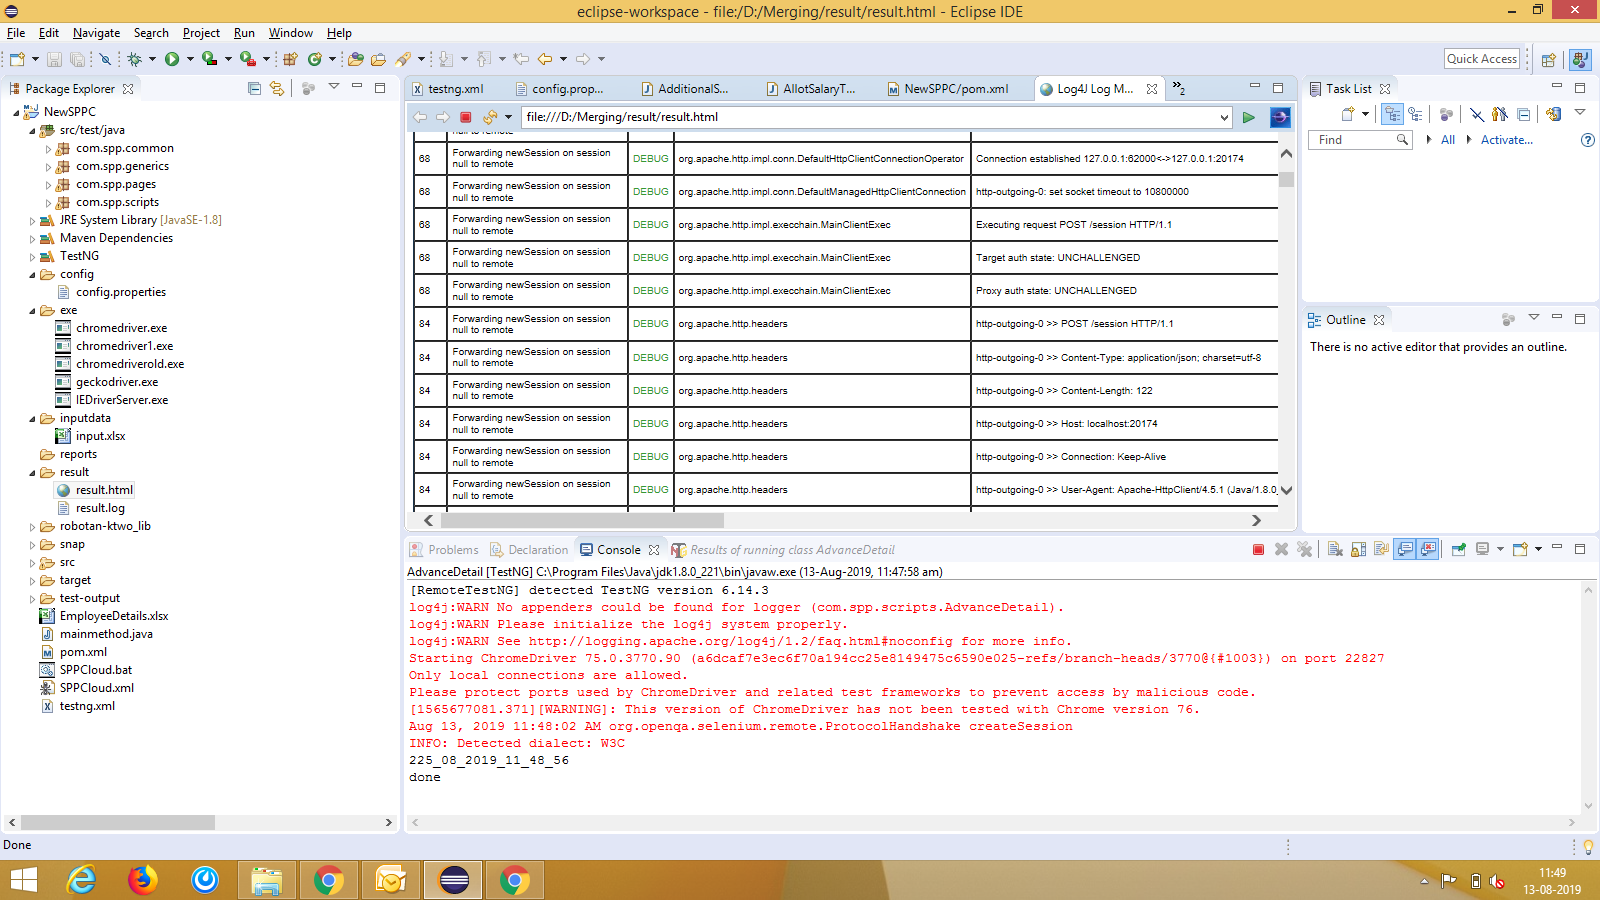 eclipse-workspace - file:/D:/Merging/result/result.html - Eclipse IDE
File Edit Navigate Search Project Run Window Help
Quick Access
Package Explorer
NewSPPC
src/test/java
com.spp.common
com.spp.generics
com.spp.pages
com.spp.scripts
JRE System Library [JavaSE-1.8]
Maven Dependencies
TestNG
config
config.properties
exe
chromedriver.exe
chromedriver1.exe
chromedriverold.exe
geckodriver.exe
IEDriverServer.exe
inputdata
input.xlsx
reports
result
result.html
result.log
robotan-ktwo_lib
snap
src
target
test-output
EmployeeDetails.xlsx
mainmethod.java
pom.xml
SPPCloud.bat
SPPCloud.xml
testng.xml
testng.xml config.prop... AdditionalS... AllotSalaryT... NewSPPC/pom.xml Log4J Log M... »2
file:///D:/Merging/result/result.html
null to remote
68 Forwarding newSession on session null to remote DEBUG org.apache.http.impl.conn.DefaultHttpClientConnectionOperator Connection established 127.0.0.1:62000<->127.0.0.1:20174
68 Forwarding newSession on session null to remote DEBUG org.apache.http.impl.conn.DefaultManagedHttpClientConnection http-outgoing-0: set socket timeout to 10800000
68 Forwarding newSession on session null to remote DEBUG org.apache.http.impl.execchain.MainClientExec Executing request POST /session HTTP/1.1
68 Forwarding newSession on session null to remote DEBUG org.apache.http.impl.execchain.MainClientExec Target auth state: UNCHALLENGED
68 Forwarding newSession on session null to remote DEBUG org.apache.http.impl.execchain.MainClientExec Proxy auth state: UNCHALLENGED
84 Forwarding newSession on session null to remote DEBUG org.apache.http.headers http-outgoing-0 >> POST /session HTTP/1.1
84 Forwarding newSession on session null to remote DEBUG org.apache.http.headers http-outgoing-0 >> Content-Type: application/json; charset=utf-8
84 Forwarding newSession on session null to remote DEBUG org.apache.http.headers http-outgoing-0 >> Content-Length: 122
84 Forwarding newSession on session null to remote DEBUG org.apache.http.headers http-outgoing-0 >> Host: localhost:20174
84 Forwarding newSession on session null to remote DEBUG org.apache.http.headers http-outgoing-0 >> Connection: Keep-Alive
84 Forwarding newSession on session null to remote DEBUG org.apache.http.headers http-outgoing-0 >> User-Agent: Apache-HttpClient/4.5.1 (Java/1.8.0_
Task List
Find All Activate...
Outline
There is no active editor that provides an outline.
Problems Declaration Console Results of running class AdvanceDetail
AdvanceDetail [TestNG] C:\Program Files\Java\jdk1.8.0_221\bin\javaw.exe (13-Aug-2019, 11:47:58 am)
[RemoteTestNG] detected TestNG version 6.14.3
log4j:WARN No appenders could be found for logger (com.spp.scripts.AdvanceDetail).
log4j:WARN Please initialize the log4j system properly.
log4j:WARN See http://logging.apache.org/log4j/1.2/faq.html#noconfig for more info.
Starting ChromeDriver 75.0.3770.90 (a6dcaf7e3ec6f70a194cc25e8149475c6590e025-refs/branch-heads/3770@{#1003}) on port 22827
Only local connections are allowed.
Please protect ports used by ChromeDriver and related test frameworks to prevent access by malicious code.
[1565677081.371][WARNING]: This version of ChromeDriver has not been tested with Chrome version 76.
Aug 13, 2019 11:48:02 AM org.openqa.selenium.remote.ProtocolHandshake createSession
INFO: Detected dialect: W3C
225_08_2019_11_48_56
done
Done
11:49
13-08-2019